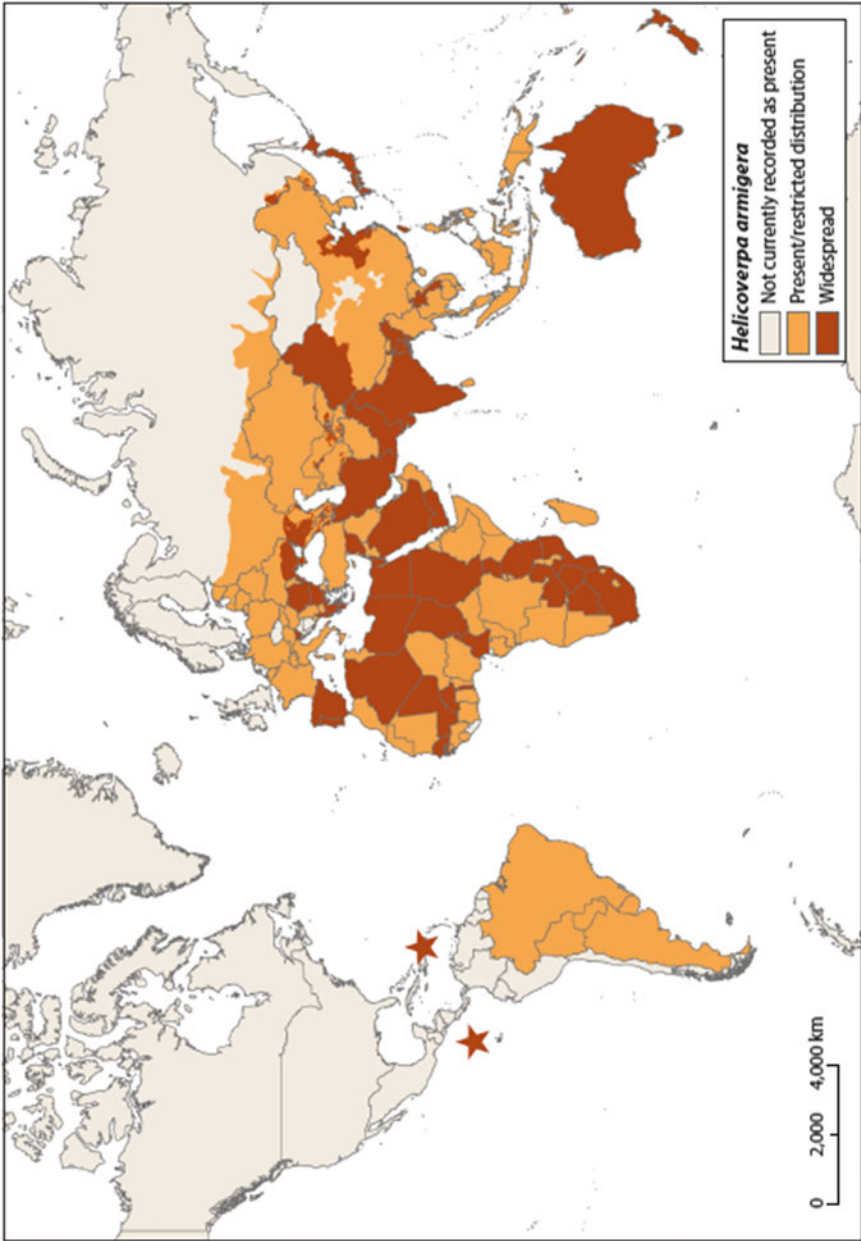 Helicoverpa armigera
Not currently recorded as present
Present/restricted distribution
Widespread
0 2,000 4,000 km